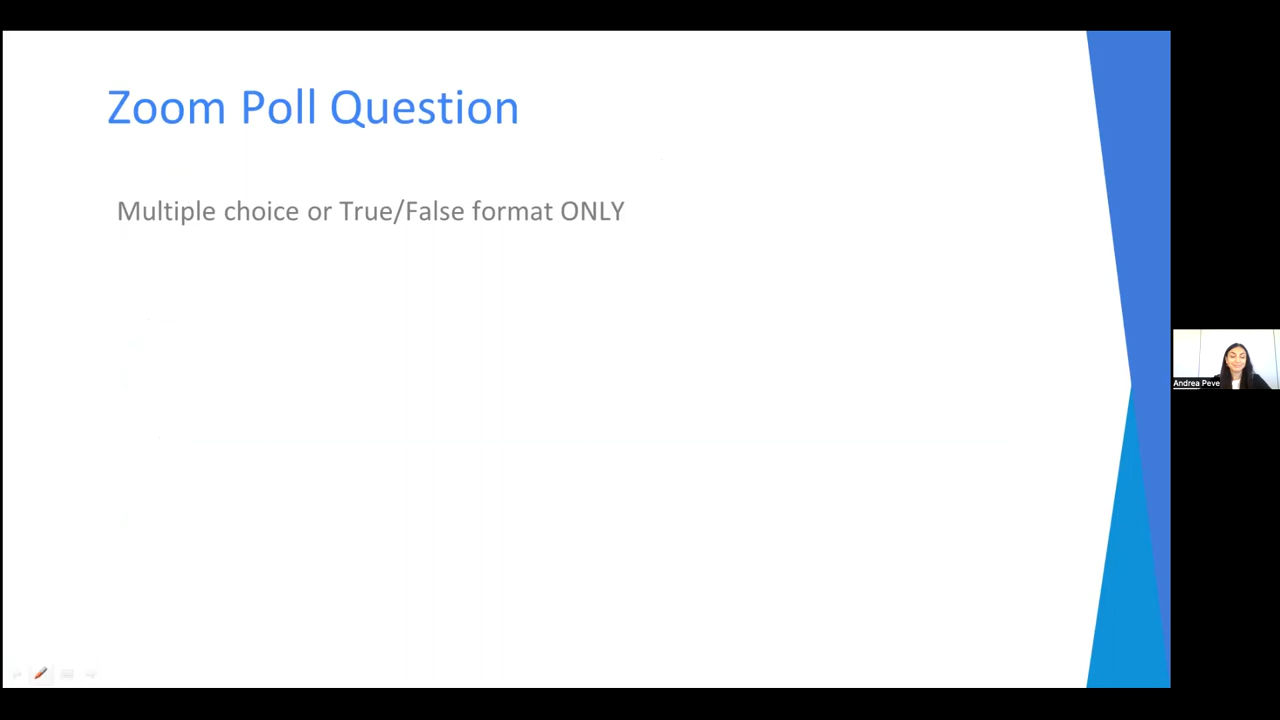 Zoom Poll Question
Multiple choice or True/False format ONLY
Andrea Peve